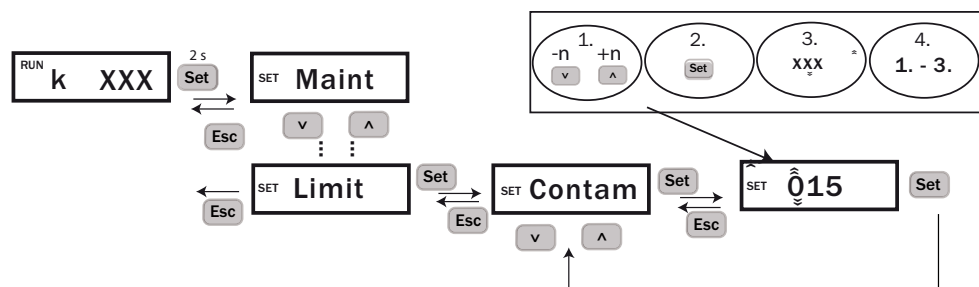 1. 2. 3. 4.
-n +n Set XXX 1. - 3.
v ʌ
2 s
RUN k XXX Set SET Maint
Esc v ʌ
SET Limit Set SET Contam Set SET 015 Set
Esc Esc Esc
v ʌ